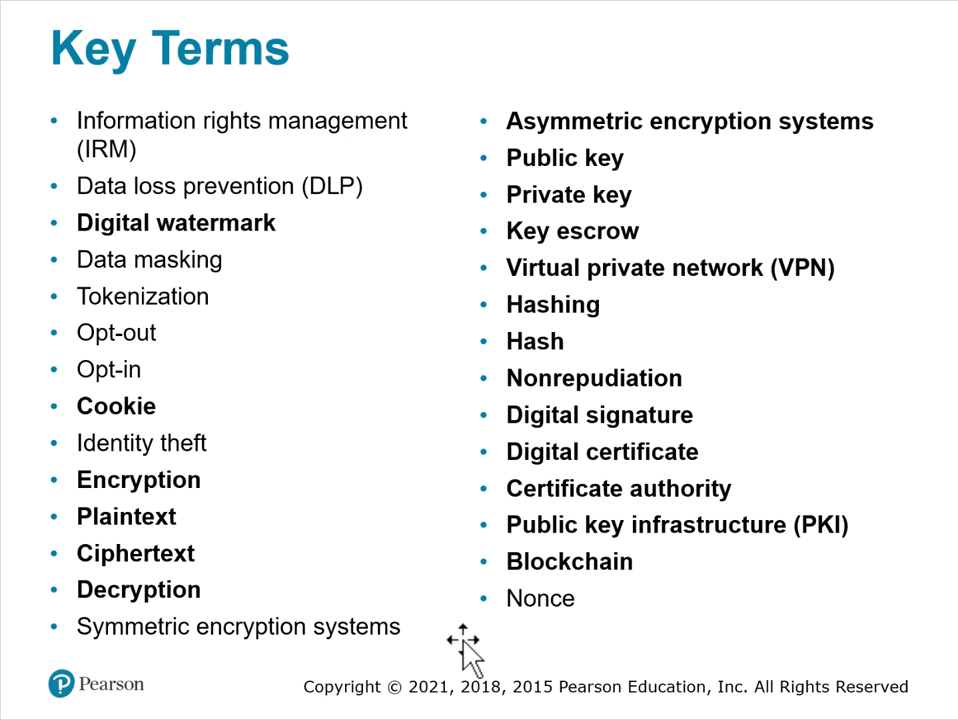 Key Terms
• Information rights management
(IRM)
• Data loss prevention (DLP)
• Digital watermark
• Data masking
• Tokenization
• Opt-out
• Opt-in
• Cookie
• Identity theft
• Encryption
• Plaintext
• Ciphertext
• Decryption
• Symmetric encryption systems
• Asymmetric encryption systems
• Public key
• Private key
• Key escrow
• Virtual private network (VPN)
• Hashing
• Hash
• Nonrepudiation
• Digital signature
• Digital certificate
• Certificate authority
• Public key infrastructure (PKI)
• Blockchain
• Nonce
P Pearson
Copyright © 2021, 2018, 2015 Pearson Education, Inc. All Rights Reserved